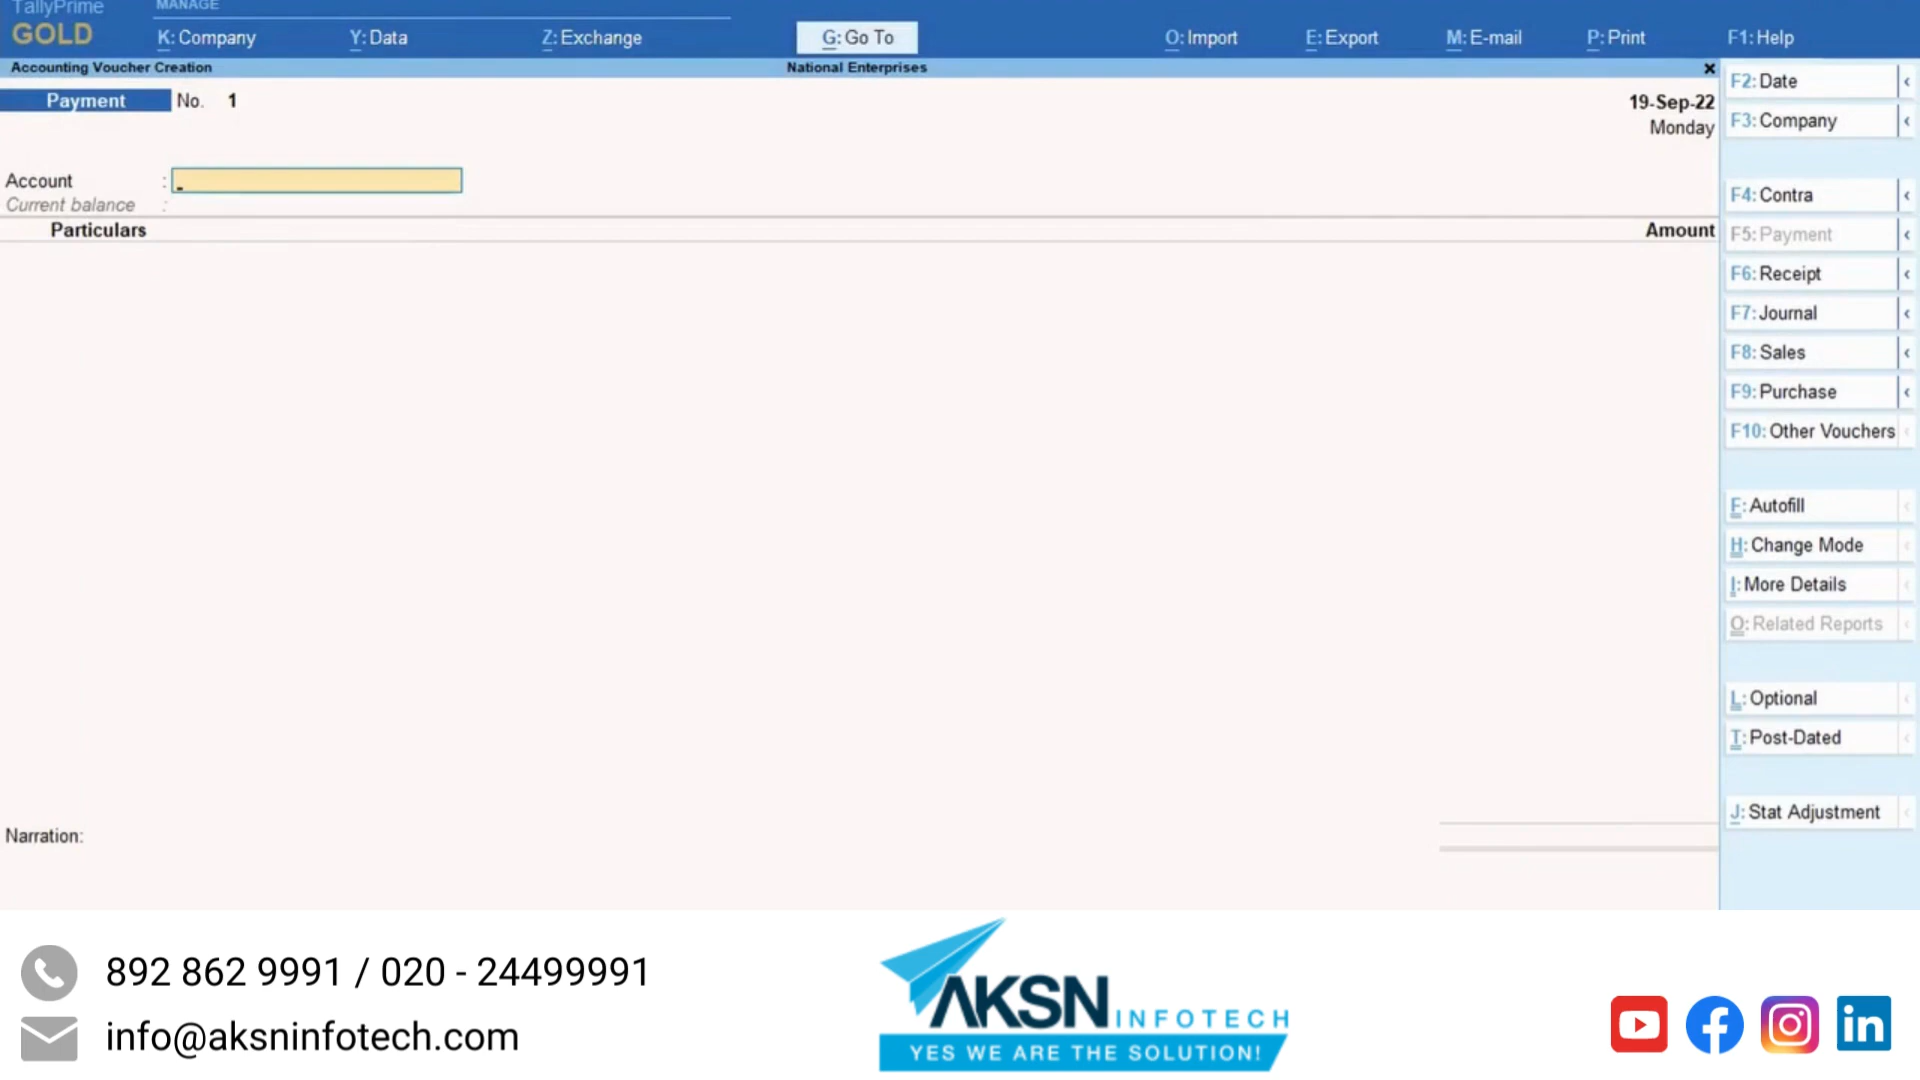 TallyPrime
MANAGE
GOLD
K: Company
Y: Data
Z: Exchange
G: Go To
O: Import
E: Export
M: E-mail
P: Print
F1: Help
Accounting Voucher Creation
National Enterprises
×
Payment
No. 1
19-Sep-22
Monday
Account :
Current balance :
Particulars
Amount
Narration:
F2: Date
F3: Company
F4: Contra
F5: Payment
F6: Receipt
F7: Journal
F8: Sales
F9: Purchase
F10: Other Vouchers
F: Autofill
H: Change Mode
I: More Details
O: Related Reports
L: Optional
T: Post-Dated
J: Stat Adjustment
892 862 9991 / 020 - 24499991
info@aksninfotech.com
AKSN INFOTECH
YES WE ARE THE SOLUTION!
in